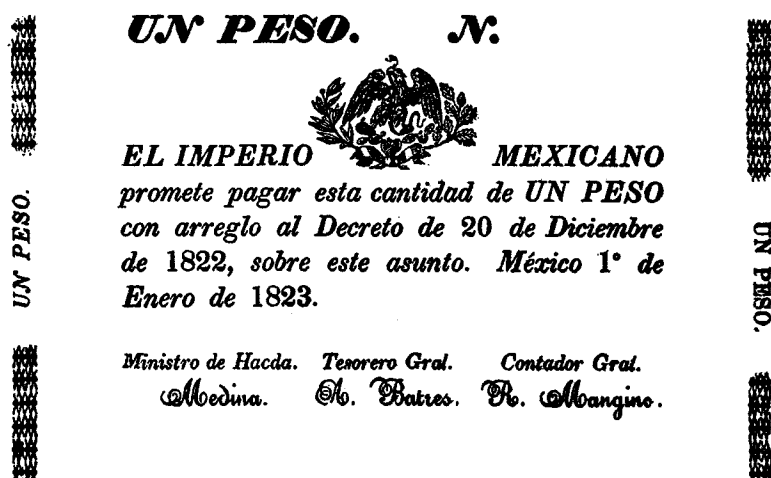 UN PESO. N.
EL IMPERIO MEXICANO
promete pagar esta cantidad de UN PESO
con arreglo al Decreto de 20 de Diciembre
de 1822, sobre este asunto. México 1° de
Enero de 1823.
Ministro de Hacda. Tesorero Gral. Contador Gral.
Medina. A. Batres. R. Mangino.
UN PESO.
UN PESO.